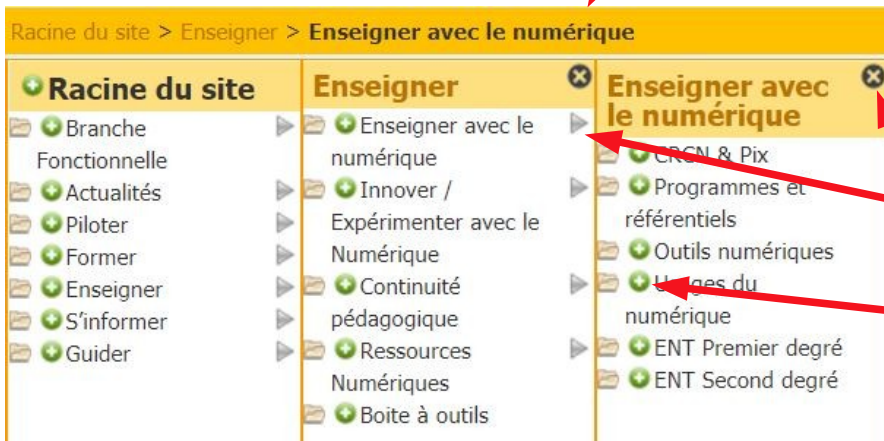 Racine du site > Enseigner > Enseigner avec le numérique
Racine du site
Branche
Fonctionnelle
Actualités
Piloter
Former
Enseigner
S'informer
Guider
Enseigner
Enseigner avec le
numérique
Innover /
Expérimenter avec le
Numérique
Continuité
pédagogique
Ressources
Numériques
Boite à outils
Enseigner avec
le numérique
CRCN & Pix
Programmes et
référentiels
Outils numériques
Usages du
numérique
ENT Premier degré
ENT Second degré